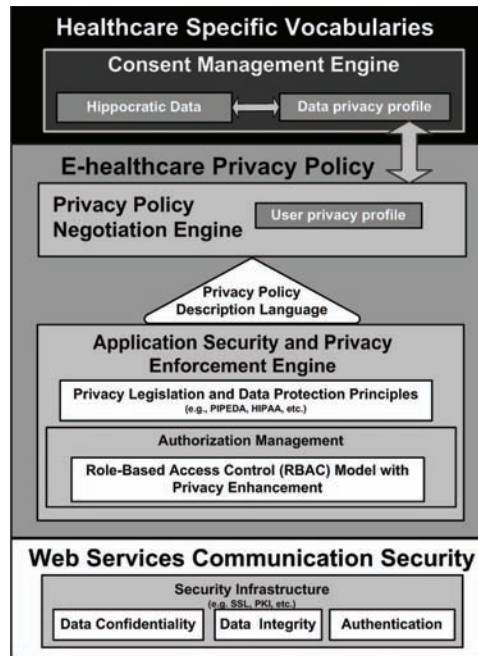 Healthcare Specific Vocabularies
Consent Management Engine
Hippocratic Data
Data privacy profile
E-healthcare Privacy Policy
Privacy Policy
Negotiation Engine
User privacy profile
Privacy Policy
Description Language
Application Security and Privacy
Enforcement Engine
Privacy Legislation and Data Protection Principles
(e.g., PIPEDA, HIPAA, etc.)
Authorization Management
Role-Based Access Control (RBAC) Model with
Privacy Enhancement
Web Services Communication Security
Security Infrastructure
(e.g. SSL, PKI, etc.)
Data Confidentiality
Data Integrity
Authentication